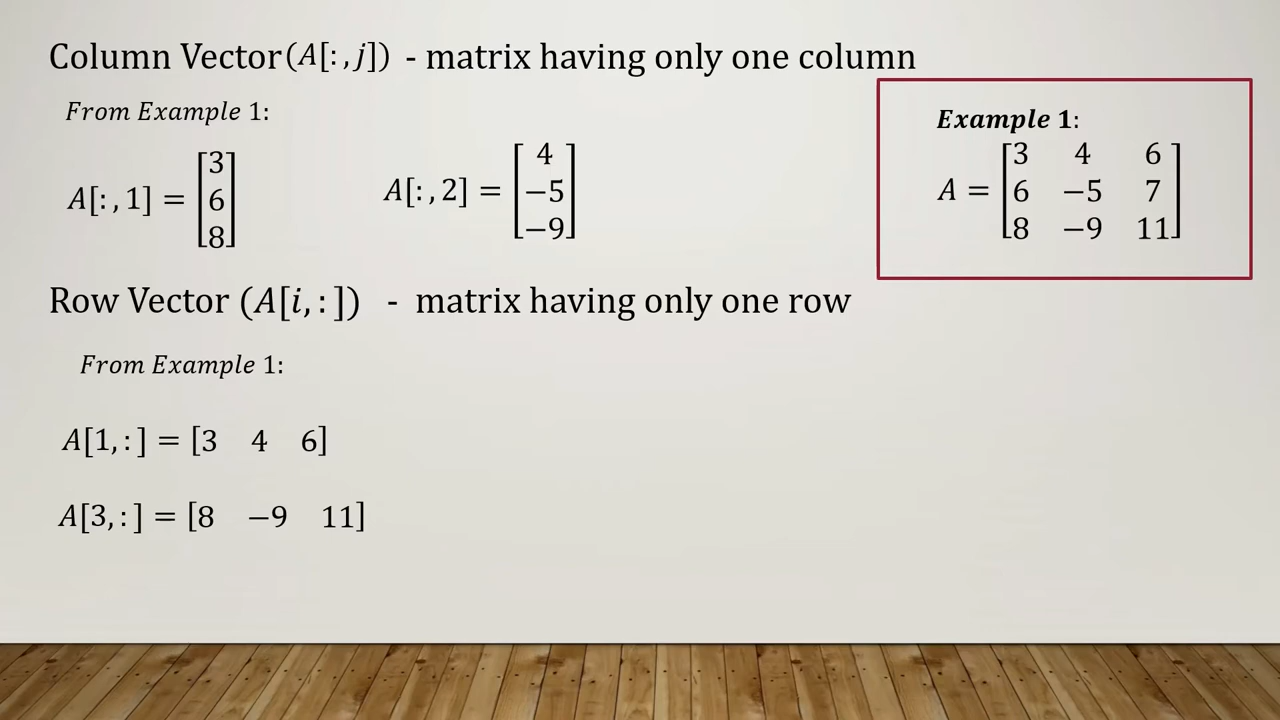 Column Vector (A[:, j]) - matrix having only one column
From Example 1:
A[:, 1] = [3 6 8]
A[:, 2] = [4 −5 −9]
Example 1:
A = [3 4 6
6 −5 7
8 −9 11]
Row Vector (A[i, :]) - matrix having only one row
From Example 1:
A[1, :] = [3 4 6]
A[3, :] = [8 −9 11]